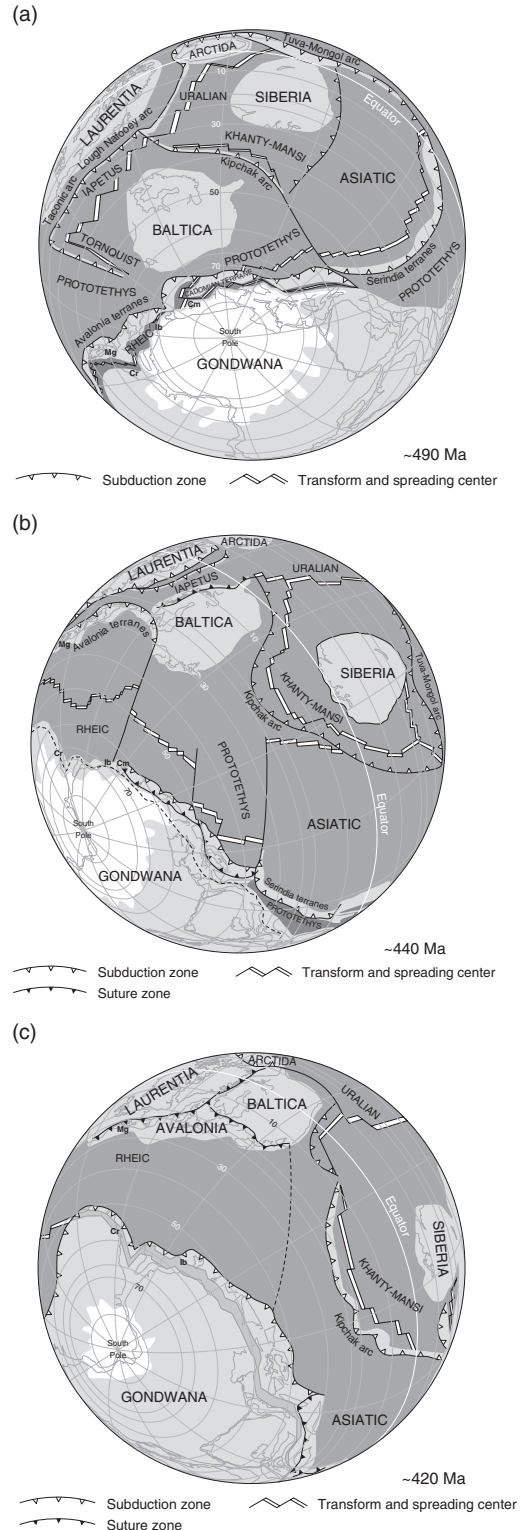 (a)
Tuva-Mongol arc
ARCTIDA
10
LAURENTIA
URALIAN
SIBERIA
Equator
30
Lough Nafooey arc
KHANTY-MANSI
Taconic arc
IAPETUS
Kipchak arc
ASIATIC
50
BALTICA
TORNQUIST
PROTOTETHYS
70
PROTOTETHYS
CADOMIAN TERRANES
Serindia terranes
PROTOTETHYS
Cm
Avalonia terranes
Ib
RHEIC
South
Pole
Mg
GONDWANA
Cr
~490 Ma
Subduction zone
Transform and spreading center
(b)
ARCTIDA
LAURENTIA
URALIAN
IAPETUS
BALTICA
Avalonia terranes
Mg
10
SIBERIA
30
Tuva-Mongol arc
KHANTY-MANSI
Kipchak arc
RHEIC
Cr
50
PROTOTETHYS
Ib
Cm
70
Equator
ASIATIC
South
Pole
GONDWANA
Serindia terranes
PROTOTETHYS
~440 Ma
Subduction zone
Transform and spreading center
Suture zone
(c)
ARCTIDA
LAURENTIA
BALTICA
URALIAN
Mg
AVALONIA
10
RHEIC
30
Equator
50
Cr
SIBERIA
Ib
KHANTY-MANSI
70
Kipchak arc
South
Pole
GONDWANA
ASIATIC
~420 Ma
Subduction zone
Transform and spreading center
Suture zone